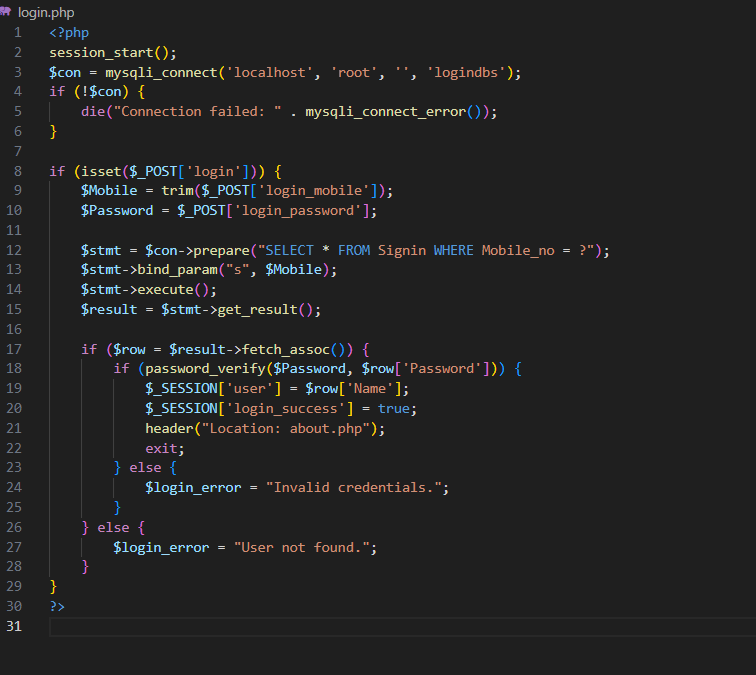 login.php
1 <?php
2 session_start();
3 $con = mysqli_connect('localhost', 'root', '', 'logindbs');
4 if (!$con) {
5     die("Connection failed: " . mysqli_connect_error());
6 }
7
8 if (isset($_POST['login'])) {
9     $Mobile = trim($_POST['login_mobile']);
10     $Password = $_POST['login_password'];
11
12     $stmt = $con->prepare("SELECT * FROM Signin WHERE Mobile_no = ?");
13     $stmt->bind_param("s", $Mobile);
14     $stmt->execute();
15     $result = $stmt->get_result();
16
17     if ($row = $result->fetch_assoc()) {
18         if (password_verify($Password, $row['Password'])) {
19             $_SESSION['user'] = $row['Name'];
20             $_SESSION['login_success'] = true;
21             header("Location: about.php");
22             exit;
23         } else {
24             $login_error = "Invalid credentials.";
25         }
26     } else {
27         $login_error = "User not found.";
28     }
29 }
30 ?>
31